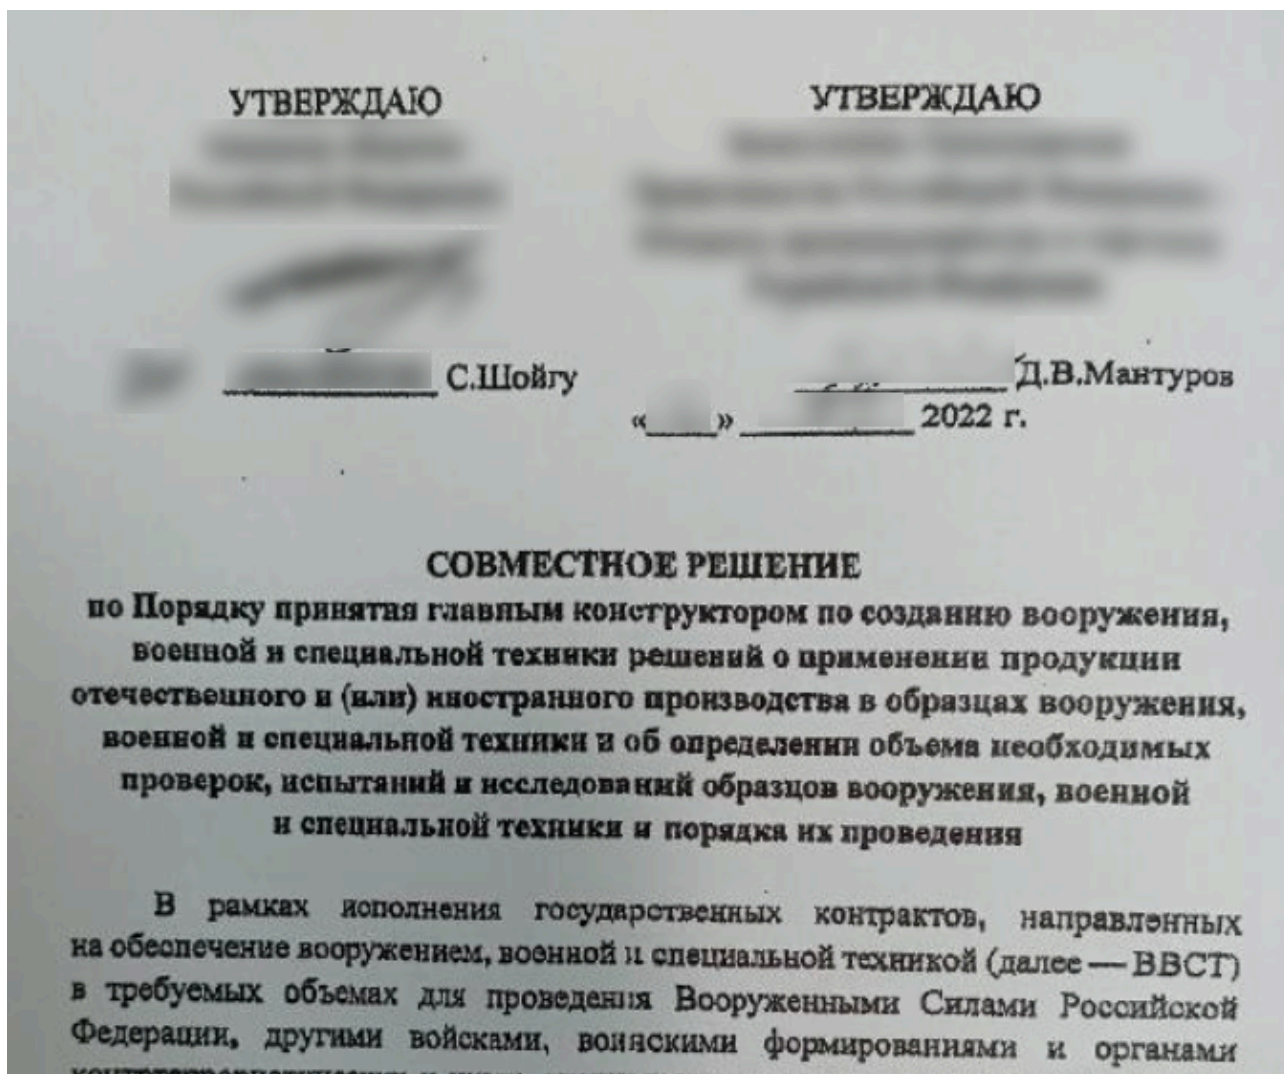 УТВЕРЖДАЮ
УТВЕРЖДАЮ
С.Шойгу
Д.В.Мантуров
«____» ________ 2022 г.
СОВМЕСТНОЕ РЕШЕНИЕ
по Порядку принятия главным конструктором по созданию вооружения,
военной и специальной техники решений о применении продукции
отечественного и (или) иностранного производства в образцах вооружения,
военной и специальной техники и об определении объема необходимых
проверок, испытаний и исследований образцов вооружения, военной
и специальной техники и порядка их проведения
В рамках исполнения государственных контрактов, направленных
на обеспечение вооружением, военной и специальной техникой (далее — ВВСТ)
в требуемых объемах для проведения Вооруженными Силами Российской
Федерации, другими войсками, воинскими формированиями и органами